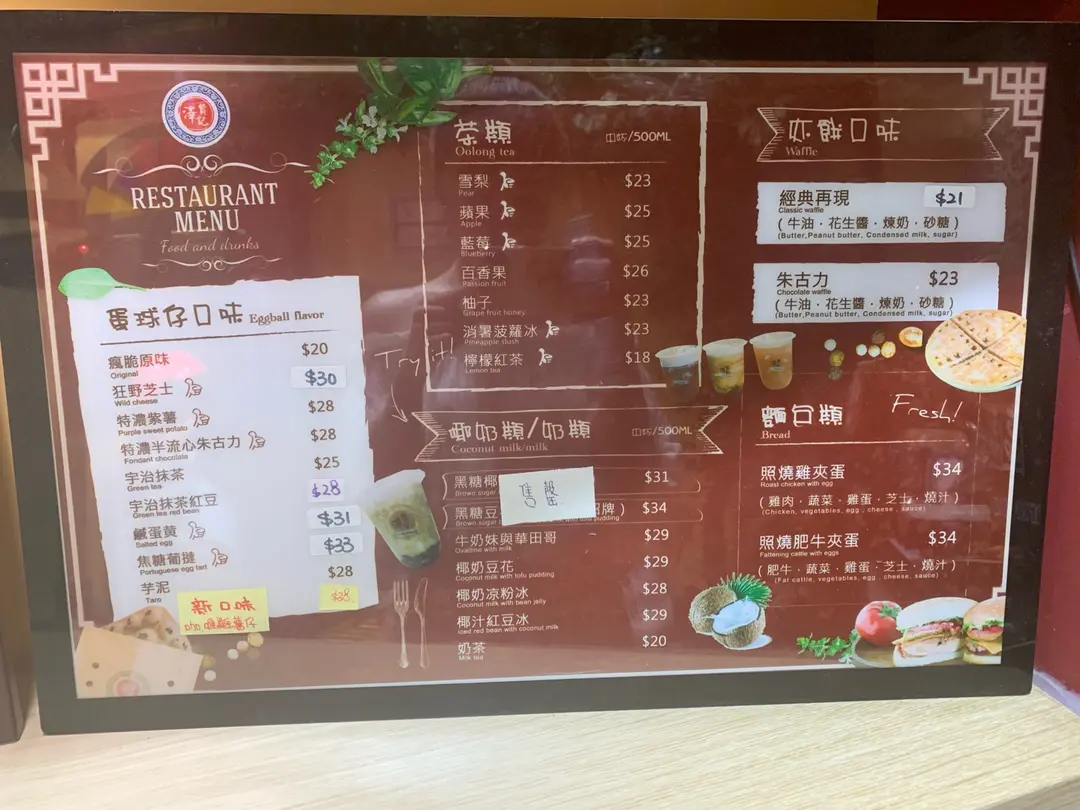 賀記
澤
RESTAURANT
MENU
Food and drinks
蛋球仔口味 Eggball flavor
瘋脆原味 $20
Original
狂野芝士 $30
Wild cheese
特濃紫薯 $28
Purple sweet potato
特濃半流心朱古力 $28
Fondant chocolate
宇治抹茶 $25
Green tea
宇治抹茶紅豆 $28
Green tea red bean
鹹蛋黄 $31
Salted egg
焦糖葡撻 $33
Portuguese egg tart
芋泥 $28
Taro
新口味
$38
Try it!
茶類 中杯/500ML
Oolong tea
雪梨 $23
Pear
蘋果 $25
Apple
藍莓 $25
Blueberry
百香果 $26
Passion fruit
柚子 $23
Grape fruit honey
消暑菠蘿冰 $23
Pineapple slush
檸檬紅茶 $18
Lemon tea
椰奶類/奶類 中杯/500ML
Coconut milk/milk
黑糖椰 $31
Brown sugar
售罄
黑糖豆 招牌) $34
Brown sugar pudding
牛奶妹與華田哥 $29
Ovaltine with milk
椰奶豆花 $29
Coconut milk with tofu pudding
椰奶涼粉冰 $28
Coconut milk with bean jelly
椰汁紅豆冰 $29
Iced red bean with coconut milk
奶茶 $20
Milk tea
夾餅口味
Waffle
經典再現 $21
Classic waffle
(牛油·花生醬·煉奶·砂糖)
(Butter,Peanut butter, Condensed milk, sugar)
朱古力 $23
Chocolate waffle
(牛油·花生醬·煉奶·砂糖)
(Butter,Peanut butter, Condensed milk, sugar)
麵包類
Bread
Fresh!
照燒雞夾蛋 $34
Roast chicken with egg
(雞肉·蔬菜·雞蛋·芝士·燒汁)
(Chicken, vegetables, egg, cheese, sauce)
照燒肥牛夾蛋 $34
Fattening cattle with eggs
(肥牛·蔬菜·雞蛋·芝士·燒汁)
(Fat cattle, vegetables, egg, cheese, sauce)